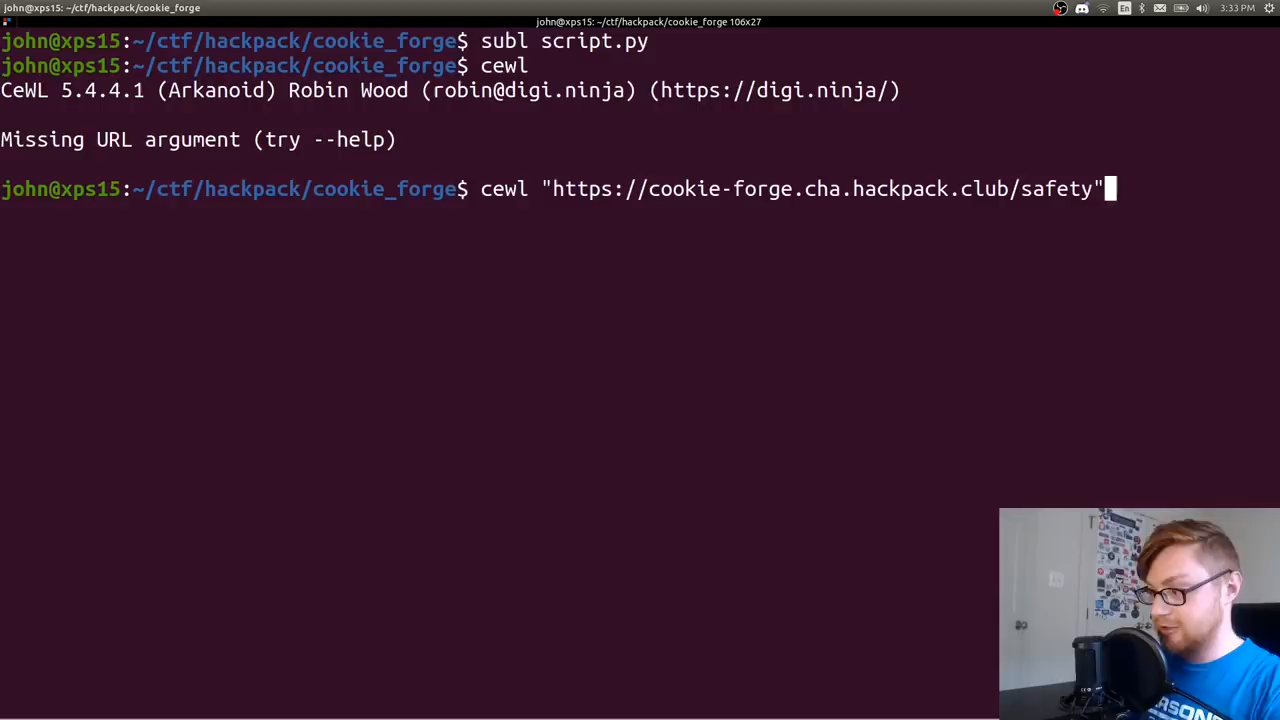 john@xps15: ~/ctf/hackpack/cookie_forge
En
3:33 PM
john@xps15: ~/ctf/hackpack/cookie_forge 106x27
john@xps15:~/ctf/hackpack/cookie_forge$ subl script.py
john@xps15:~/ctf/hackpack/cookie_forge$ cewl
CeWL 5.4.4.1 (Arkanoid) Robin Wood (robin@digi.ninja) (https://digi.ninja/)
Missing URL argument (try --help)
john@xps15:~/ctf/hackpack/cookie_forge$ cewl "https://cookie-forge.cha.hackpack.club/safety"